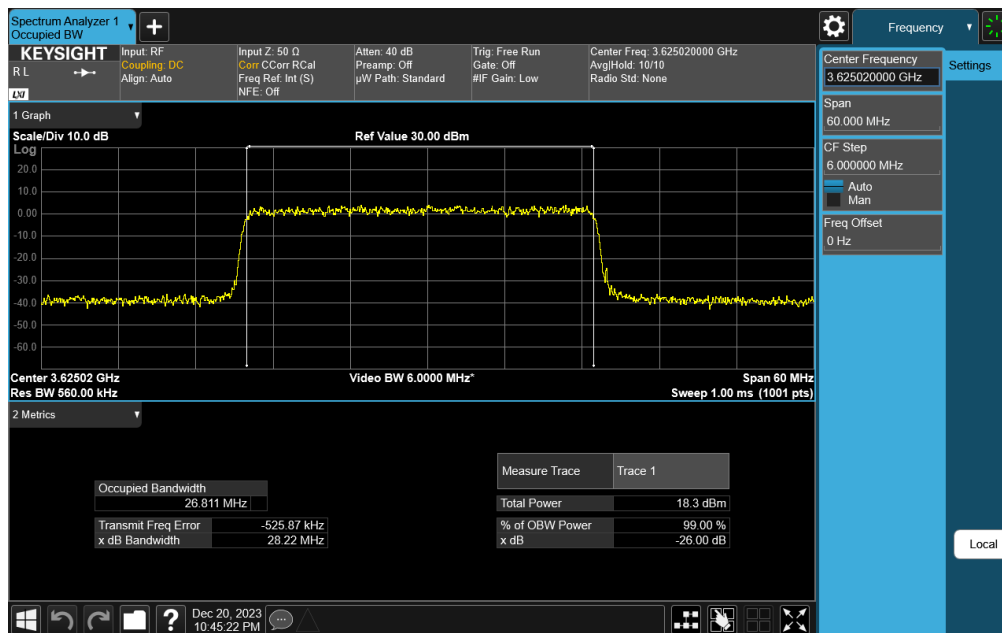 Spectrum Analyzer 1
Occupied BW
Frequency
KEYSIGHT
R L
LXI
Input: RF
Coupling: DC
Align: Auto
Input Z: 50 Ω
Corr CCorr RCal
Freq Ref: Int (S)
NFE: Off
Atten: 40 dB
Preamp: Off
µW Path: Standard
Trig: Free Run
Gate: Off
#IF Gain: Low
Center Freq: 3.625020000 GHz
Avg|Hold: 10/10
Radio Std: None
Center Frequency
3.625020000 GHz
Settings
Span
60.000 MHz
CF Step
6.000000 MHz
Auto
Man
Freq Offset
0 Hz
Local
1 Graph
Scale/Div 10.0 dB
Ref Value 30.00 dBm
Log
20.0
10.0
0.00
-10.0
-20.0
-30.0
-40.0
-50.0
-60.0
Center 3.62502 GHz
Video BW 6.0000 MHz*
Span 60 MHz
Res BW 560.00 kHz
Sweep 1.00 ms (1001 pts)
2 Metrics
Measure Trace Trace 1
Occupied Bandwidth
26.811 MHz
Total Power 18.3 dBm
Transmit Freq Error -525.87 kHz
% of OBW Power 99.00 %
x dB Bandwidth 28.22 MHz
x dB -26.00 dB
Dec 20, 2023
10:45:22 PM